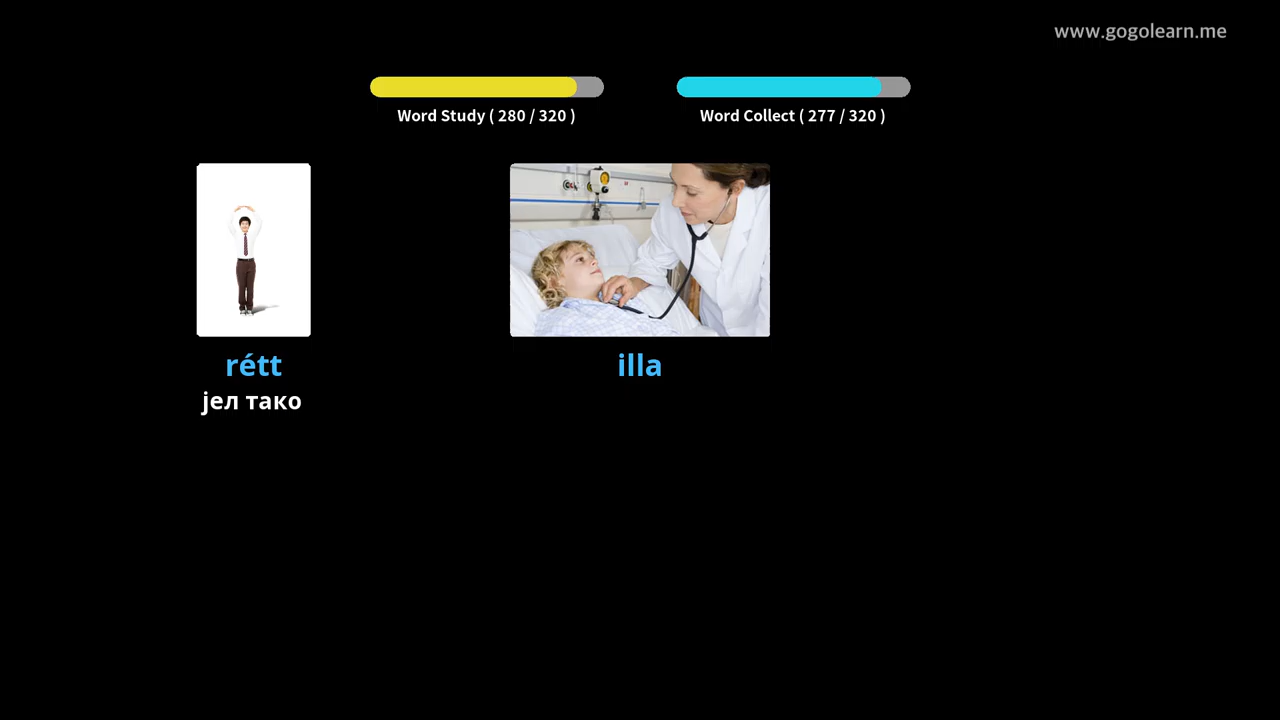 www.gogolearn.me
Word Study ( 280 / 320 )
Word Collect ( 277 / 320 )
rétt
јел тако
illa